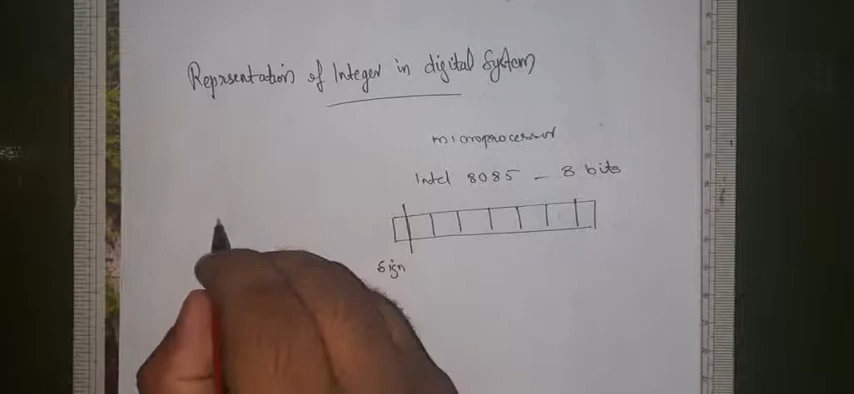 Representation of Integer in digital System
microprocessor
Intel 8085 - 8 bits
Sign